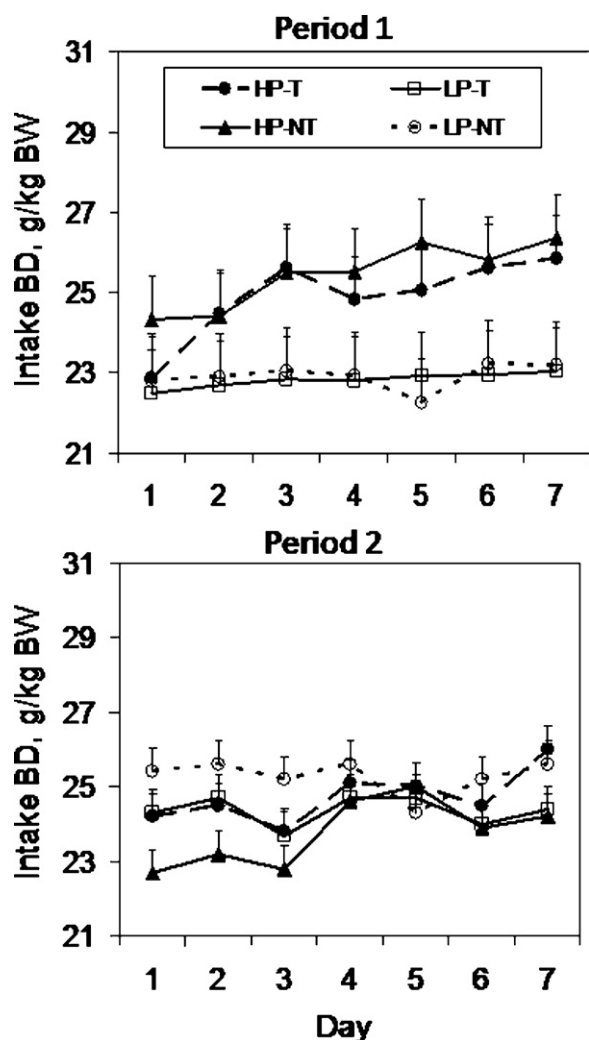 Period 1
HP-T LP-T
HP-NT LP-NT
Intake BD, g/kg BW
31
29
27
25
23
21
1 2 3 4 5 6 7
Period 2
Intake BD, g/kg BW
31
29
27
25
23
21
1 2 3 4 5 6 7
Day